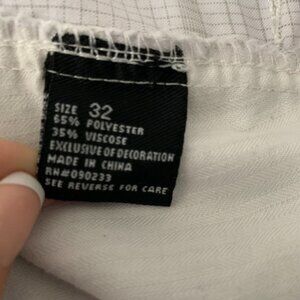 SIZE 32
65% POLYESTER
35% VISCOSE
EXCLUSIVE OF DECORATION
MADE IN CHINA
RN#090233
SEE REVERSE FOR CARE